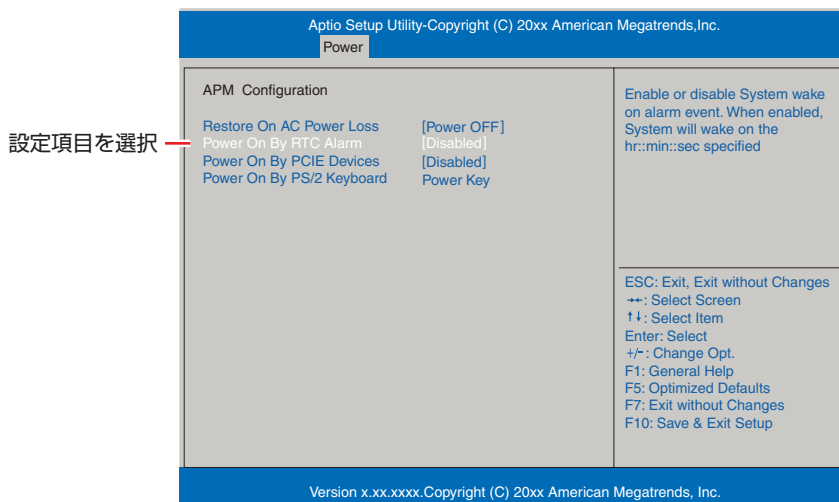 Aptio Setup Utility-Copyright (C) 20xx American Megatrends,Inc.
Power
設定項目を選択
APM Configuration
Restore On AC Power Loss [Power OFF]
Power On By RTC Alarm [Disabled]
Power On By PCIE Devices [Disabled]
Power On By PS/2 Keyboard Power Key
Enable or disable System wake
on alarm event. When enabled,
System will wake on the
hr::min::sec specified
ESC: Exit, Exit without Changes
→←: Select Screen
↑↓: Select Item
Enter: Select
+/-: Change Opt.
F1: General Help
F5: Optimized Defaults
F7: Exit without Changes
F10: Save & Exit Setup
Version x.xx.xxxx.Copyright (C) 20xx American Megatrends, Inc.